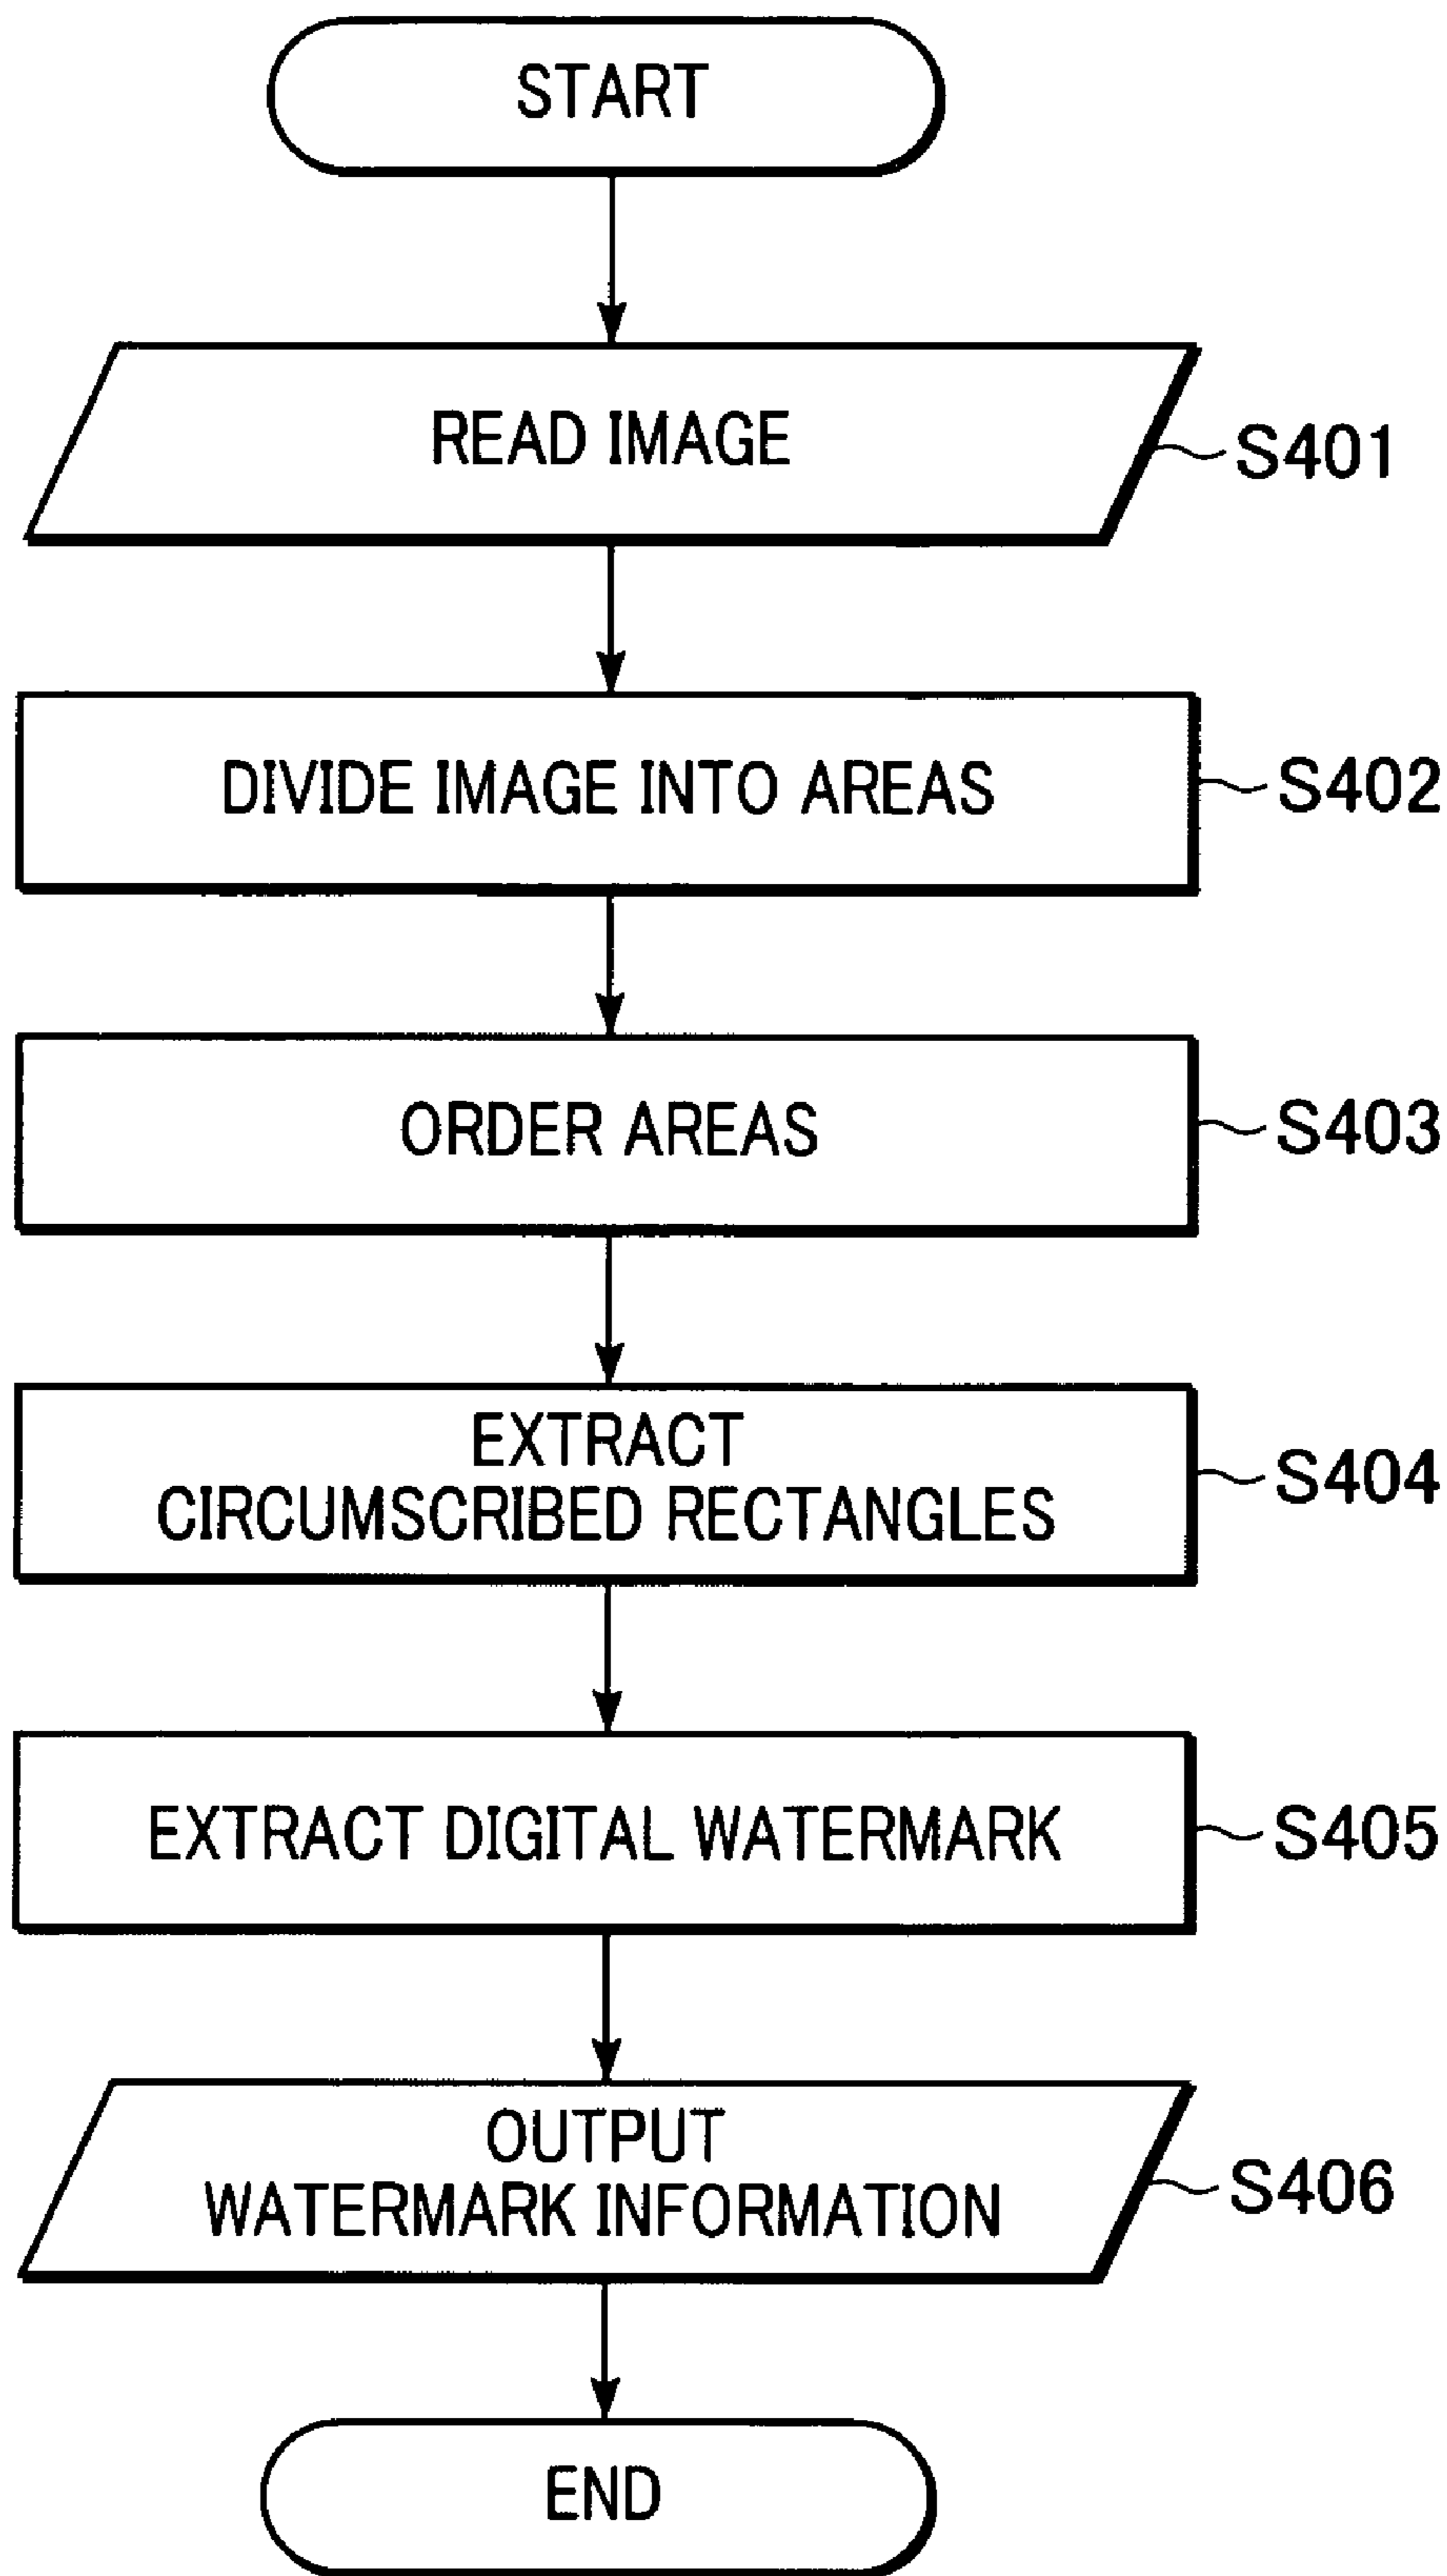 START
READ IMAGE
S401
DIVIDE IMAGE INTO AREAS
S402
ORDER AREAS
S403
EXTRACT
CIRCUMSCRIBED RECTANGLES
S404
EXTRACT DIGITAL WATERMARK
S405
OUTPUT
WATERMARK INFORMATION
S406
END